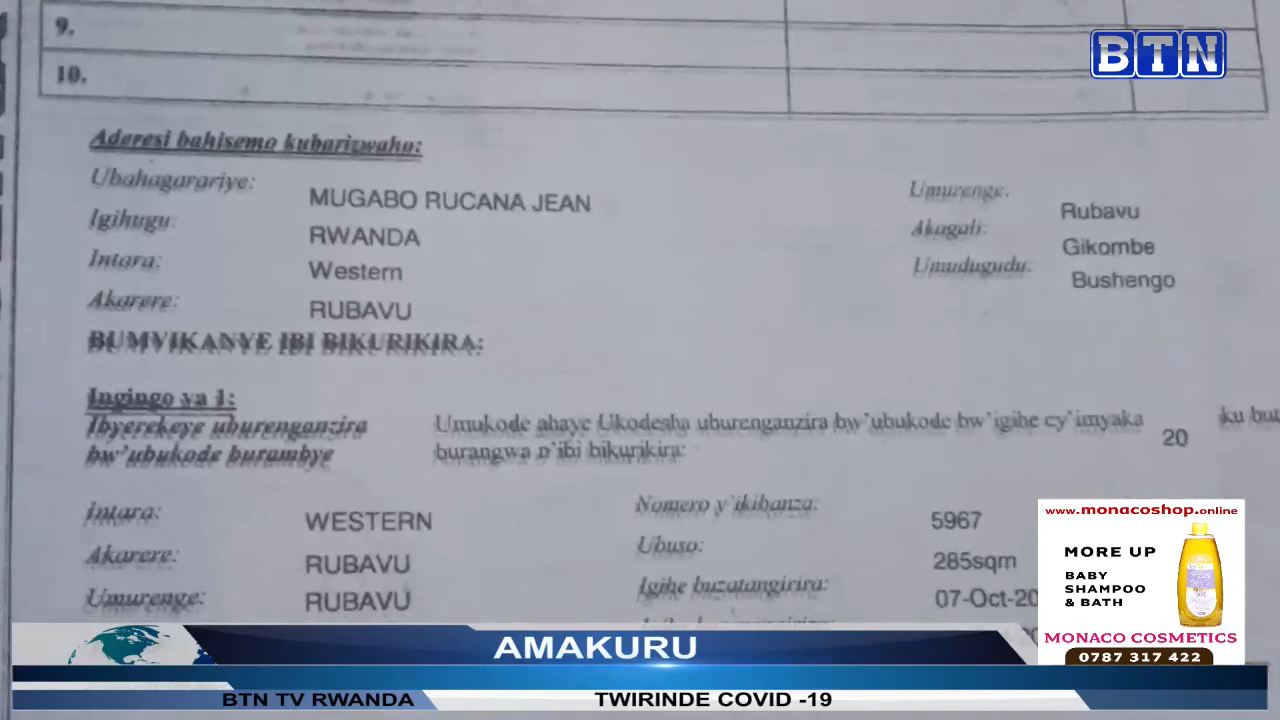 9.
10.
BTN
Aderesi bahisemo kubarizwaho:
Ubahagarariye: MUGABO RUCANA JEAN Umurenge: Rubavu
Igihugu: RWANDA Akagali: Gikombe
Intara: Western Umudugudu: Bushengo
Akarere: RUBAVU
BUMVIKANYE IBI BIKURIKIRA:
Ingingo ya 1:
Ibyerekeye uburenganzira bw'ubukode burambye
Umukode ahaye Ukodesha uburenganzira bw'ubukode bw'igihe cy'imyaka 20 ku
burangwa n'ibi bikurikira:
Intara: WESTERN Nomero y'ikibanza: 5967
Akarere: RUBAVU Ubuso: 285sqm
Umurenge: RUBAVU Igihe buzatangirira: 07-Oct-20
www.monacoshop.online
MORE UP
BABY
SHAMPOO
& BATH
MONACO COSMETICS
0787 317 422
AMAKURU
BTN TV RWANDA TWIRINDE COVID -19